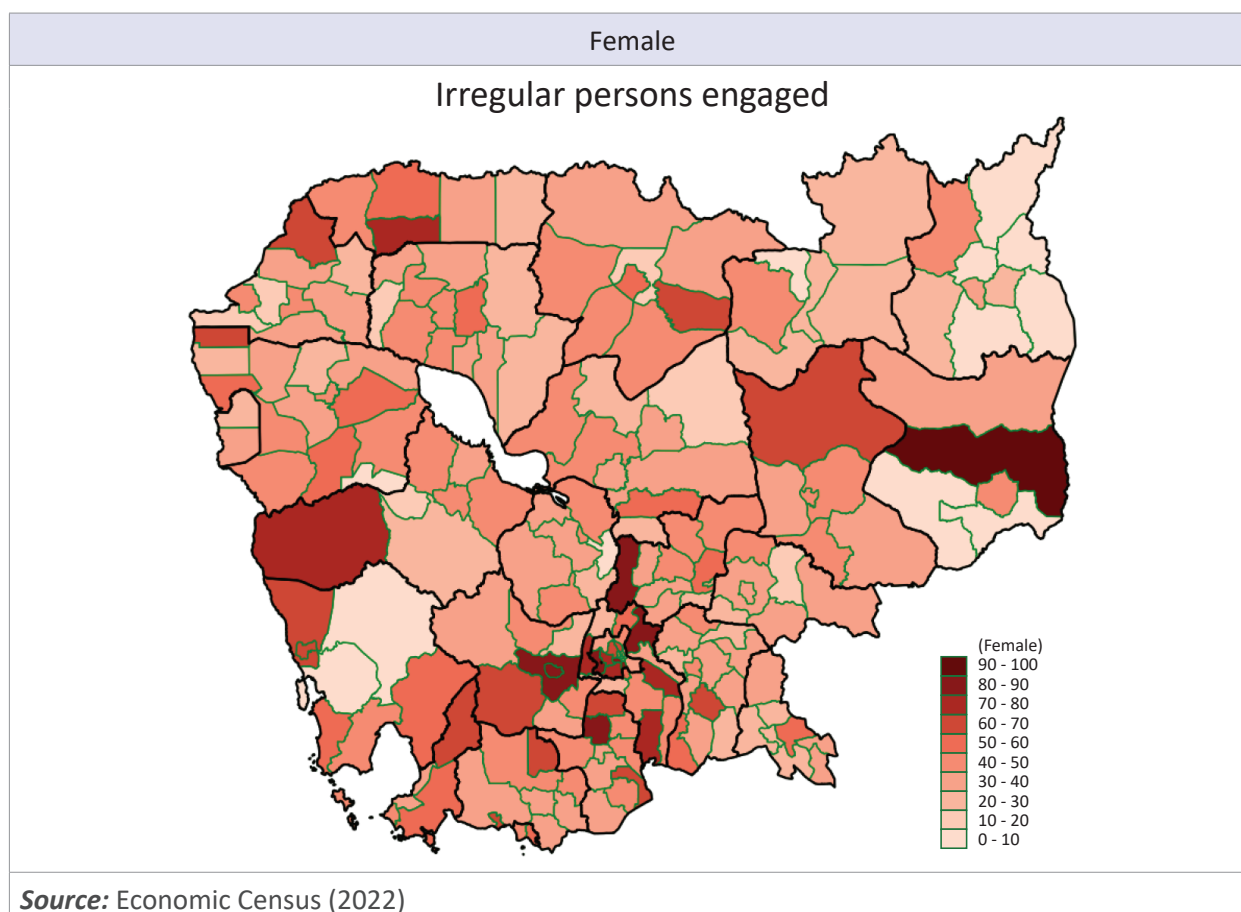 Female
Irregular persons engaged
(Female)
90 - 100
80 - 90
70 - 80
60 - 70
50 - 60
40 - 50
30 - 40
20 - 30
10 - 20
0 - 10
Source: Economic Census (2022)